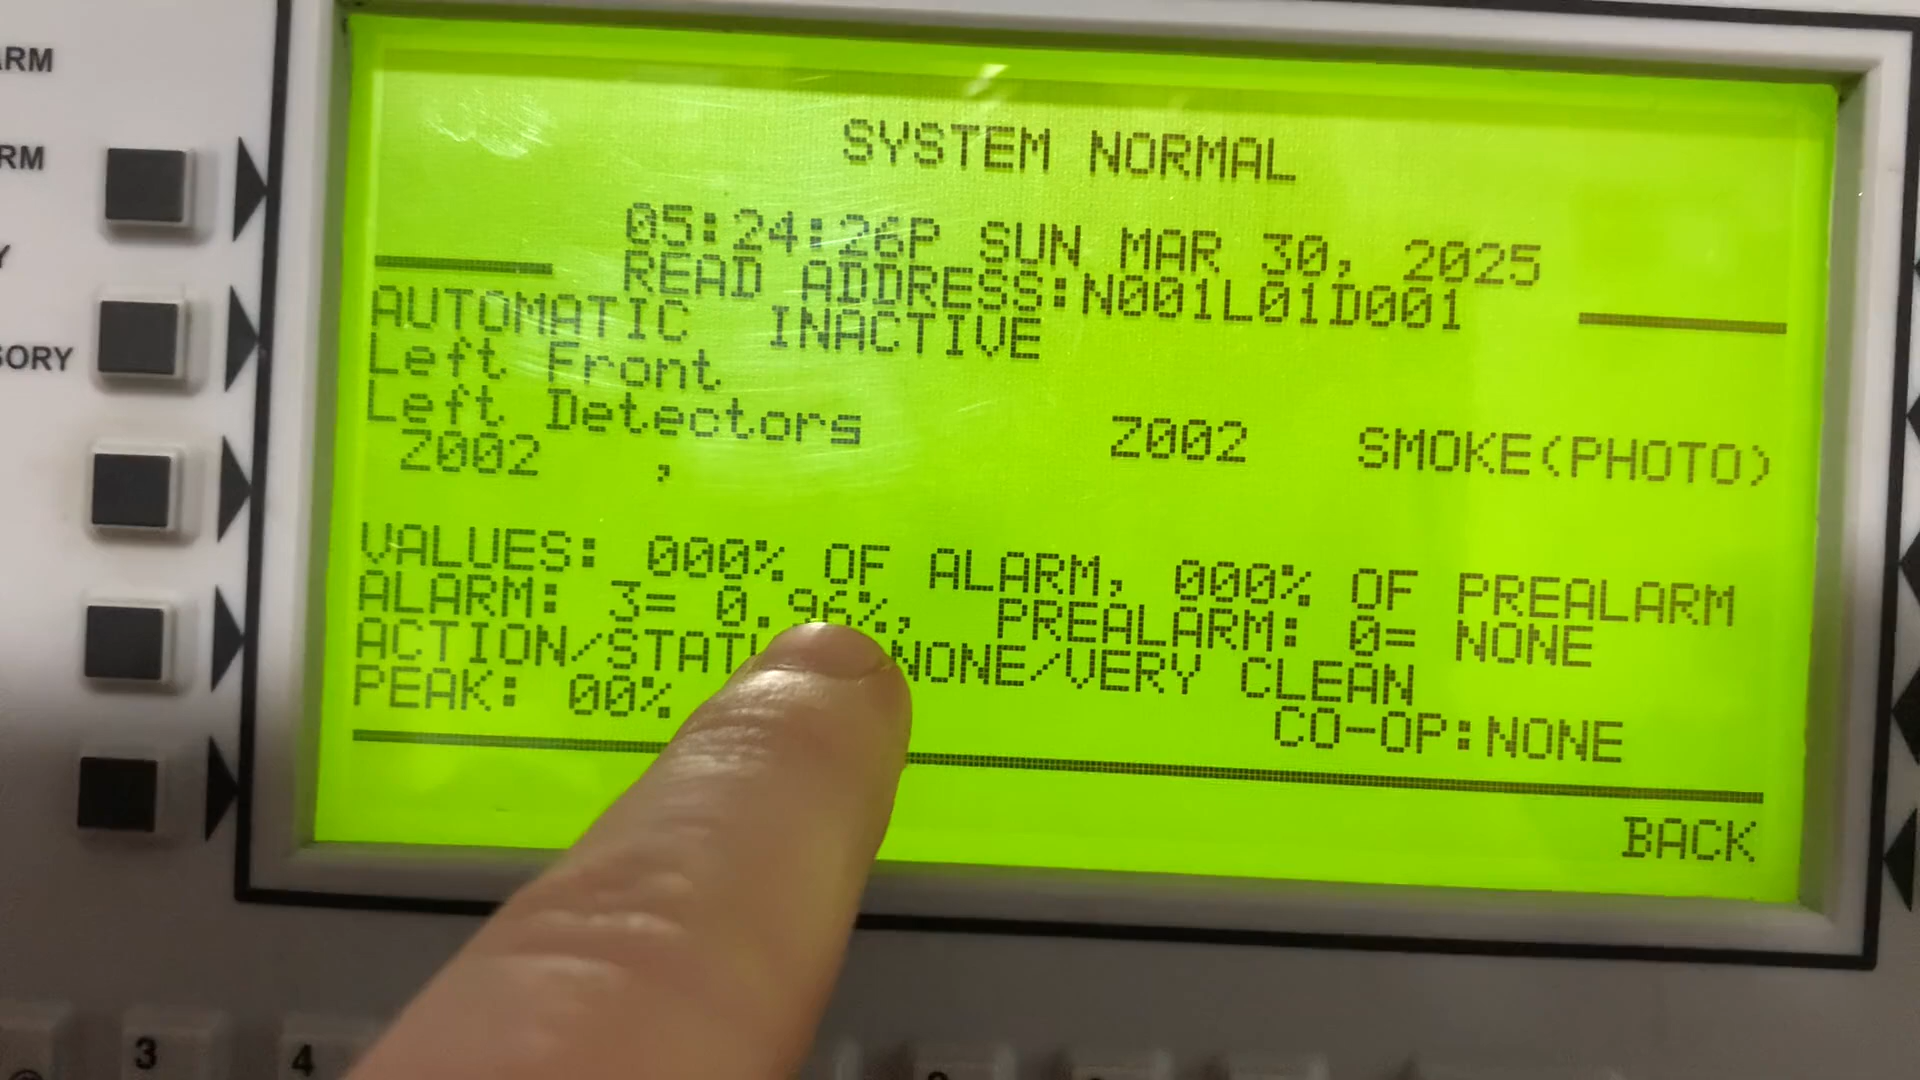 ARM
RM
Y
SORY
SYSTEM NORMAL
05:24:26P SUN MAR 30, 2025
READ ADDRESS:N001L01D001
AUTOMATIC INACTIVE
Left Front
Left Detectors Z002 SMOKE(PHOTO)
Z002 ,
VALUES: 000% OF ALARM, 000% OF PREALARM
ALARM: 3= 0.96%, PREALARM: 0= NONE
ACTION/STATU NONE/VERY CLEAN
PEAK: 00% CO-OP:NONE
BACK
3 4